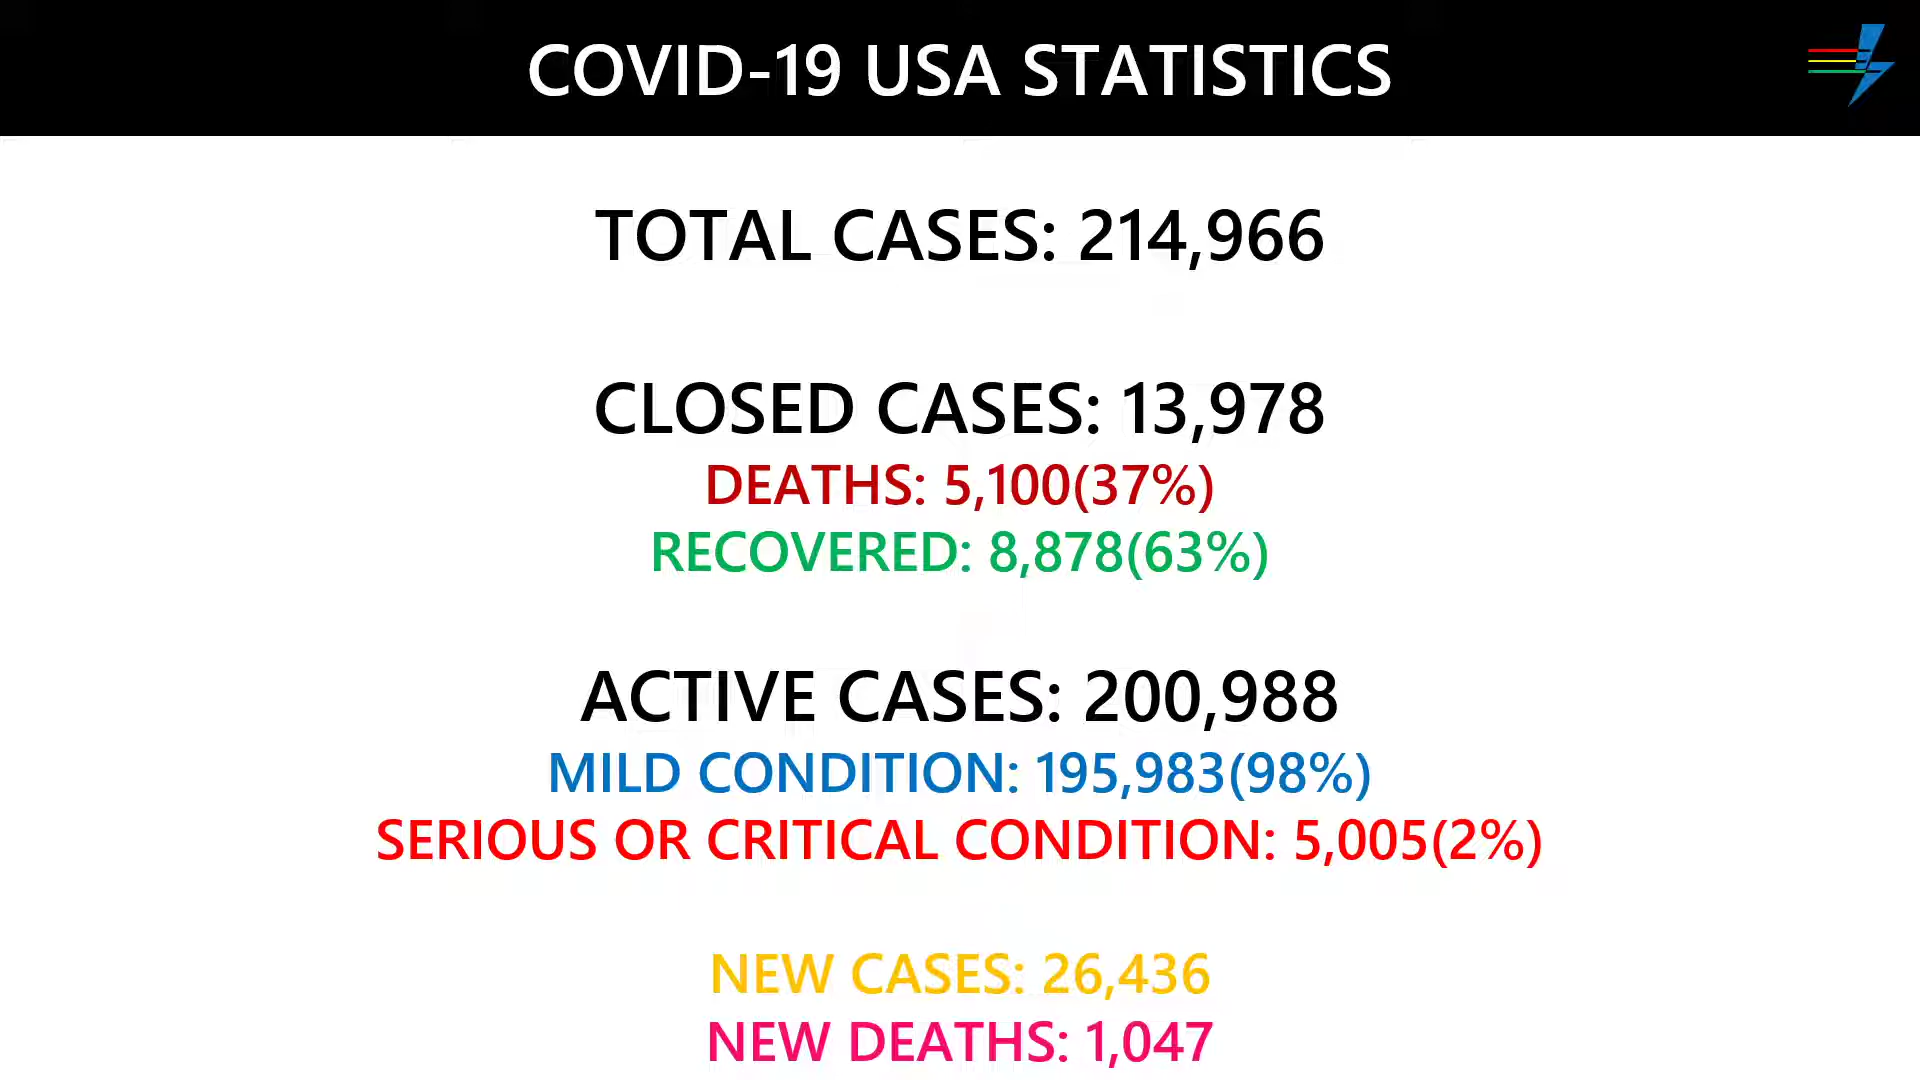 COVID-19 USA STATISTICS
TOTAL CASES: 214,966
CLOSED CASES: 13,978
DEATHS: 5,100(37%)
RECOVERED: 8,878(63%)
ACTIVE CASES: 200,988
MILD CONDITION: 195,983(98%)
SERIOUS OR CRITICAL CONDITION: 5,005(2%)
NEW CASES: 26,436
NEW DEATHS: 1,047